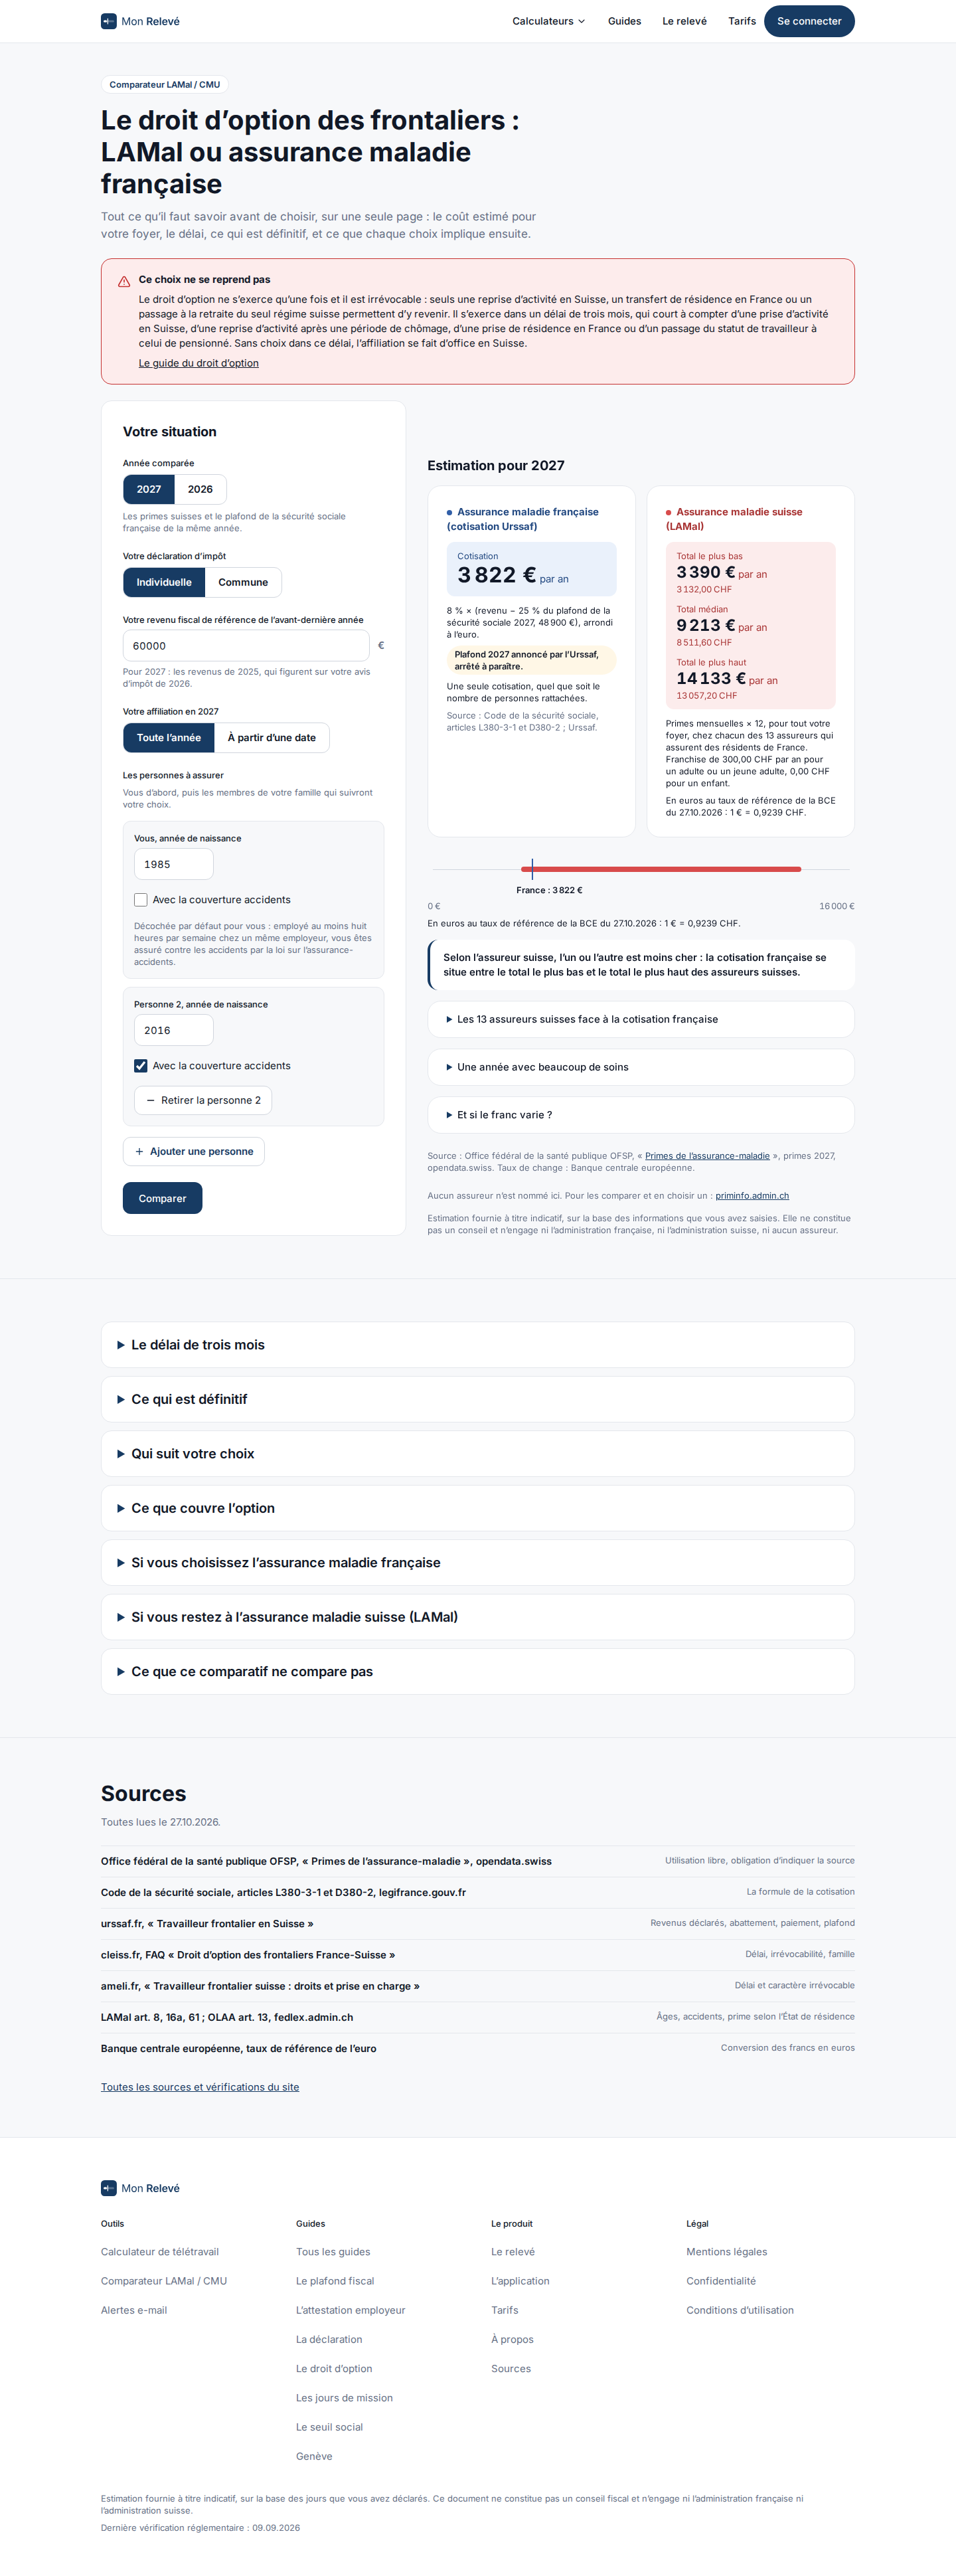 Mon Relevé
Calculateurs
Guides
Le relevé
Tarifs
Se connecter
Comparateur LAMal / CMU
Le droit d’option des frontaliers :
LAMal ou assurance maladie
française
Tout ce qu’il faut savoir avant de choisir, sur une seule page : le coût estimé pour
votre foyer, le délai, ce qui est définitif, et ce que chaque choix implique ensuite.
Ce choix ne se reprend pas
Le droit d’option ne s’exerce qu’une fois et il est irrévocable : seuls une reprise d’activité en Suisse, un transfert de résidence en France ou un
passage à la retraite du seul régime suisse permettent d’y revenir. Il s’exerce dans un délai de trois mois, qui court à compter d’une prise d’activité
en Suisse, d’une reprise d’activité après une période de chômage, d’une prise de résidence en France ou d’un passage du statut de travailleur à
celui de pensionné. Sans choix dans ce délai, l’affiliation se fait d’office en Suisse.
Le guide du droit d’option
Votre situation
Année comparée
2027
2026
Les primes suisses et le plafond de la sécurité sociale
française de la même année.
Votre déclaration d’impôt
Individuelle
Commune
Votre revenu fiscal de référence de l’avant-dernière année
60000
€
Pour 2027 : les revenus de 2025, qui figurent sur votre avis
d’impôt de 2026.
Votre affiliation en 2027
Toute l’année
À partir d’une date
Les personnes à assurer
Vous d’abord, puis les membres de votre famille qui suivront
votre choix.
Vous, année de naissance
1985
Avec la couverture accidents
Décochée par défaut pour vous : employé au moins huit
heures par semaine chez un même employeur, vous êtes
assuré contre les accidents par la loi sur l’assurance-
accidents.
Personne 2, année de naissance
2016
Avec la couverture accidents
Retirer la personne 2
Ajouter une personne
Comparer
Estimation pour 2027
Assurance maladie française
(cotisation Urssaf)
Cotisation
3 822 € par an
8 % × (revenu − 25 % du plafond de la
sécurité sociale 2027, 48 900 €), arrondi
à l’euro.
Plafond 2027 annoncé par l’Urssaf,
arrêté à paraître.
Une seule cotisation, quel que soit le
nombre de personnes rattachées.
Source : Code de la sécurité sociale,
articles L380-3-1 et D380-2 ; Urssaf.
Assurance maladie suisse
(LAMal)
Total le plus bas
3 390 € par an
3 132,00 CHF
Total médian
9 213 € par an
8 511,60 CHF
Total le plus haut
14 133 € par an
13 057,20 CHF
Primes mensuelles × 12, pour tout votre
foyer, chez chacun des 13 assureurs qui
assurent des résidents de France.
Franchise de 300,00 CHF par an pour
un adulte ou un jeune adulte, 0,00 CHF
pour un enfant.
En euros au taux de référence de la BCE
du 27.10.2026 : 1 € = 0,9239 CHF.
France : 3 822 €
0 €
16 000 €
En euros au taux de référence de la BCE du 27.10.2026 : 1 € = 0,9239 CHF.
Selon l’assureur suisse, l’un ou l’autre est moins cher : la cotisation française se
situe entre le total le plus bas et le total le plus haut des assureurs suisses.
Les 13 assureurs suisses face à la cotisation française
Une année avec beaucoup de soins
Et si le franc varie ?
Source : Office fédéral de la santé publique OFSP, « Primes de l’assurance-maladie », primes 2027,
opendata.swiss. Taux de change : Banque centrale européenne.
Aucun assureur n’est nommé ici. Pour les comparer et en choisir un : priminfo.admin.ch
Estimation fournie à titre indicatif, sur la base des informations que vous avez saisies. Elle ne constitue
pas un conseil et n’engage ni l’administration française, ni l’administration suisse, ni aucun assureur.
Le délai de trois mois
Ce qui est définitif
Qui suit votre choix
Ce que couvre l’option
Si vous choisissez l’assurance maladie française
Si vous restez à l’assurance maladie suisse (LAMal)
Ce que ce comparatif ne compare pas
Sources
Toutes lues le 27.10.2026.
Office fédéral de la santé publique OFSP, « Primes de l’assurance-maladie », opendata.swiss
Utilisation libre, obligation d’indiquer la source
Code de la sécurité sociale, articles L380-3-1 et D380-2, legifrance.gouv.fr
La formule de la cotisation
urssaf.fr, « Travailleur frontalier en Suisse »
Revenus déclarés, abattement, paiement, plafond
cleiss.fr, FAQ « Droit d’option des frontaliers France-Suisse »
Délai, irrévocabilité, famille
ameli.fr, « Travailleur frontalier suisse : droits et prise en charge »
Délai et caractère irrévocable
LAMal art. 8, 16a, 61 ; OLAA art. 13, fedlex.admin.ch
Âges, accidents, prime selon l’État de résidence
Banque centrale européenne, taux de référence de l’euro
Conversion des francs en euros
Toutes les sources et vérifications du site
Mon Relevé
Outils
Calculateur de télétravail
Comparateur LAMal / CMU
Alertes e-mail
Guides
Tous les guides
Le plafond fiscal
L’attestation employeur
La déclaration
Le droit d’option
Les jours de mission
Le seuil social
Genève
Le produit
Le relevé
L’application
Tarifs
À propos
Sources
Légal
Mentions légales
Confidentialité
Conditions d’utilisation
Estimation fournie à titre indicatif, sur la base des jours que vous avez déclarés. Ce document ne constitue pas un conseil fiscal et n’engage ni l’administration française ni
l’administration suisse.
Dernière vérification réglementaire : 09.09.2026